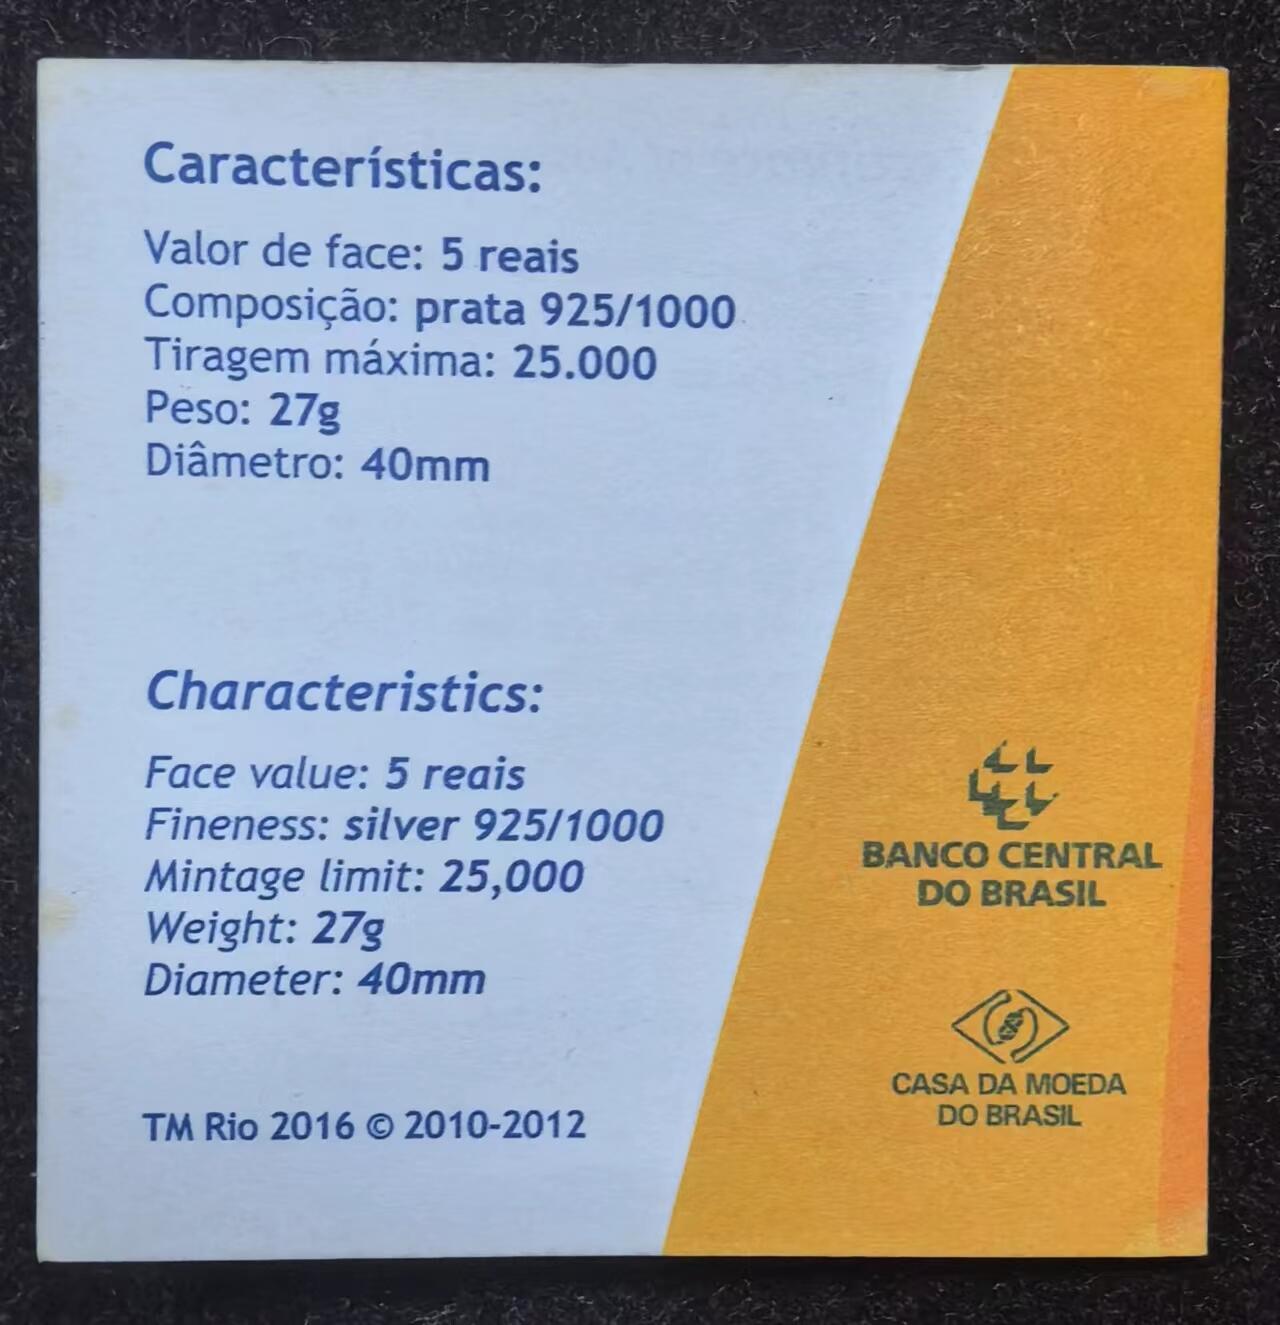 Características:
Valor de face: 5 reais
Composição: prata 925/1000
Tiragem máxima: 25.000
Peso: 27g
Diâmetro: 40mm
Characteristics:
Face value: 5 reais
Fineness: silver 925/1000
Mintage limit: 25,000
Weight: 27g
Diameter: 40mm
TM Rio 2016 © 2010-2012
BANCO CENTRAL
DO BRASIL
CASA DA MOEDA
DO BRASIL